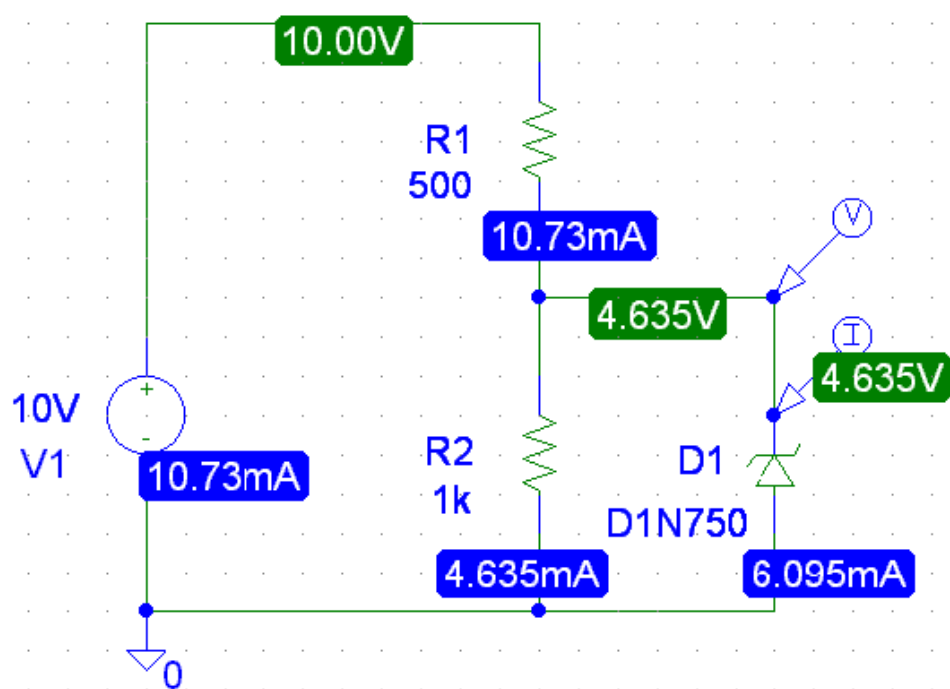 10.00V
R1
500
10.73mA
V
4.635V
I
4.635V
10V
V1
10.73mA
R2
1k
D1
D1N750
4.635mA
6.095mA
0